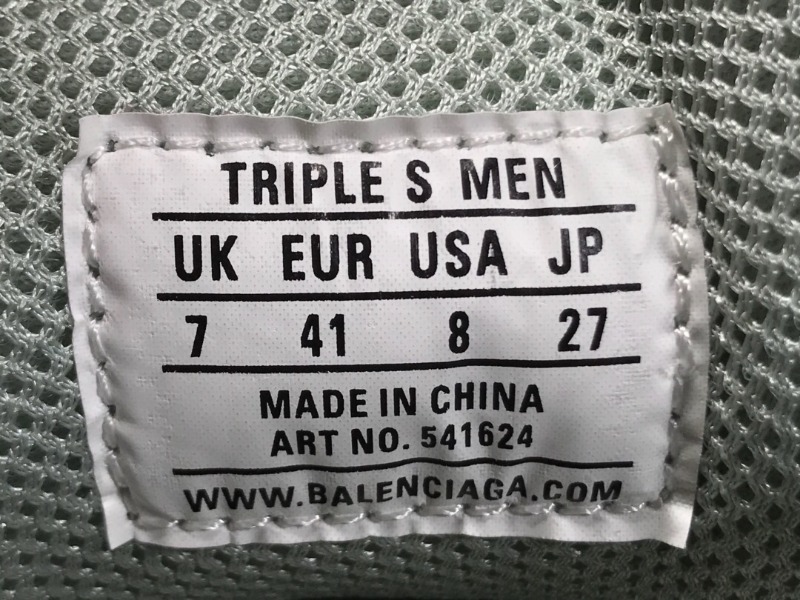 TRIPLE S MEN
UK EUR USA JP
7 41 8 27
MADE IN CHINA
ART NO. 541624
WWW.BALENCIAGA.COM